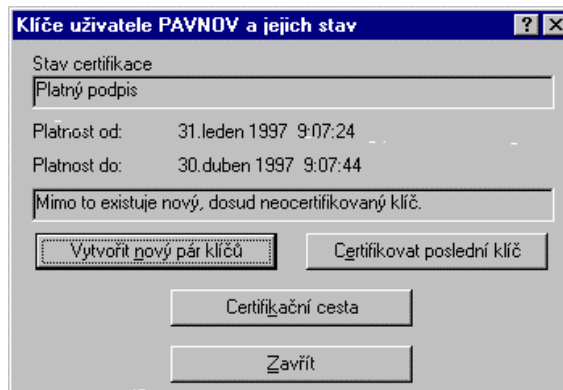 Klíče uživatele PAVNOV a jejich stav
Stav certifikace
Platný podpis
Platnost od: 31.leden 1997 9:07:24
Platnost do: 30.duben 1997 9:07:44
Mimo to existuje nový, dosud neocertifikovaný klíč.
Vytvořit nový pár klíčů Certifikovat poslední klíč
Certifikační cesta
Zavřít